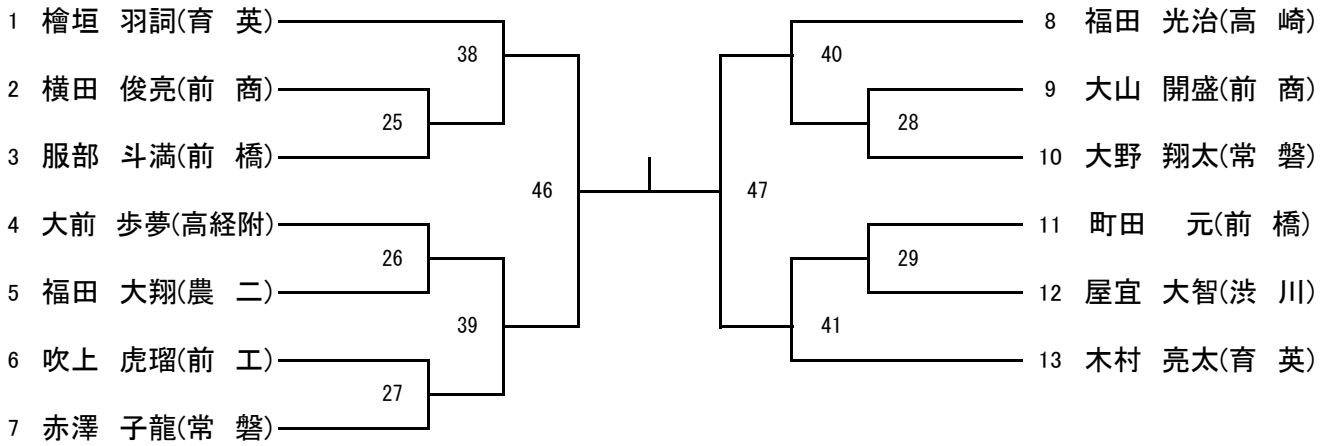 1 檜垣 羽詞(育 英)
38
2 横田 俊亮(前 商)
25
3 服部 斗満(前 橋)
46
4 大前 歩夢(高経附)
26
5 福田 大翔(農 二)
39
6 吹上 虎瑠(前 工)
27
7 赤澤 子龍(常 磐)
8 福田 光治(高 崎)
40
9 大山 開盛(前 商)
28
10 大野 翔太(常 磐)
47
11 町田 元(前 橋)
29
12 屋宜 大智(渋 川)
41
13 木村 亮太(育 英)